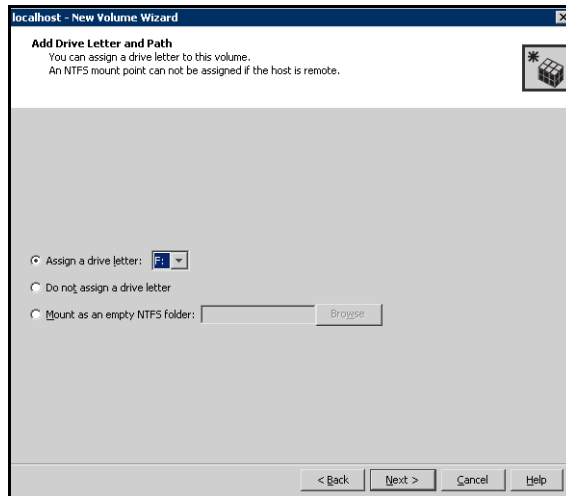 localhost - New Volume Wizard
Add Drive Letter and Path
You can assign a drive letter to this volume.
An NTFS mount point can not be assigned if the host is remote.
Assign a drive letter: F:
Do not assign a drive letter
Mount as an empty NTFS folder: Browse
< Back Next > Cancel Help